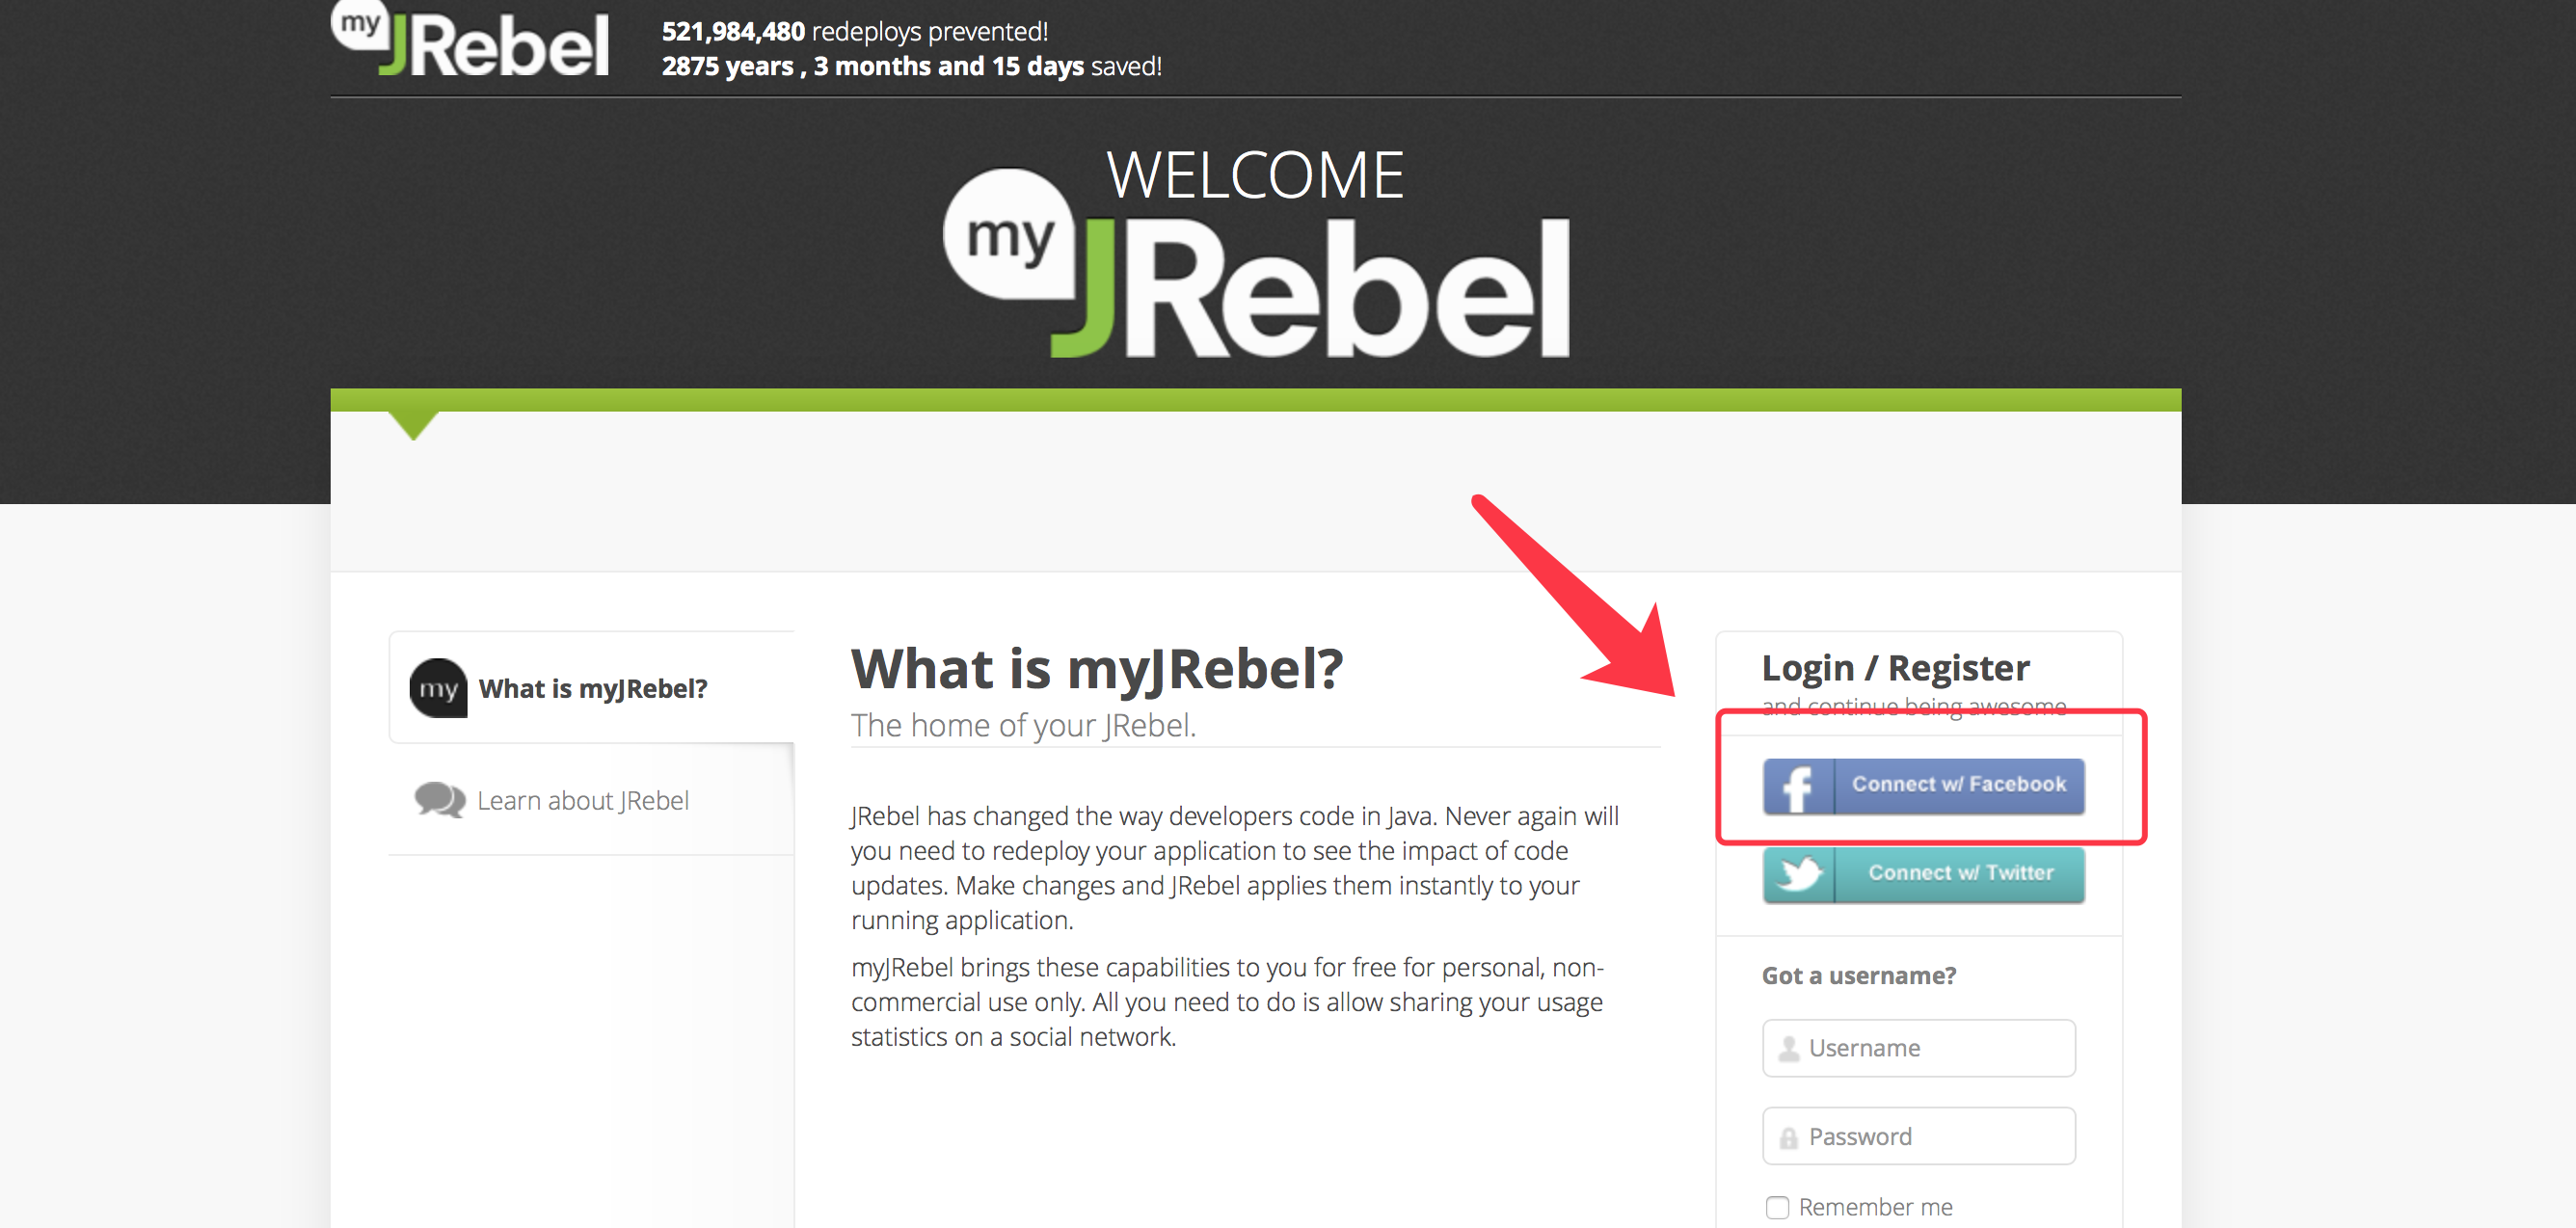 my JRebel
521,984,480 redeploys prevented!
2875 years , 3 months and 15 days saved!
WELCOME
my JRebel
my What is myJRebel?
Learn about JRebel
What is myJRebel?
The home of your JRebel.
JRebel has changed the way developers code in Java. Never again will
you need to redeploy your application to see the impact of code
updates. Make changes and JRebel applies them instantly to your
running application.
myJRebel brings these capabilities to you for free for personal, non-
commercial use only. All you need to do is allow sharing your usage
statistics on a social network.
Login / Register
and continue being awesome
f Connect w/ Facebook
Connect w/ Twitter
Got a username?
Username
Password
Remember me